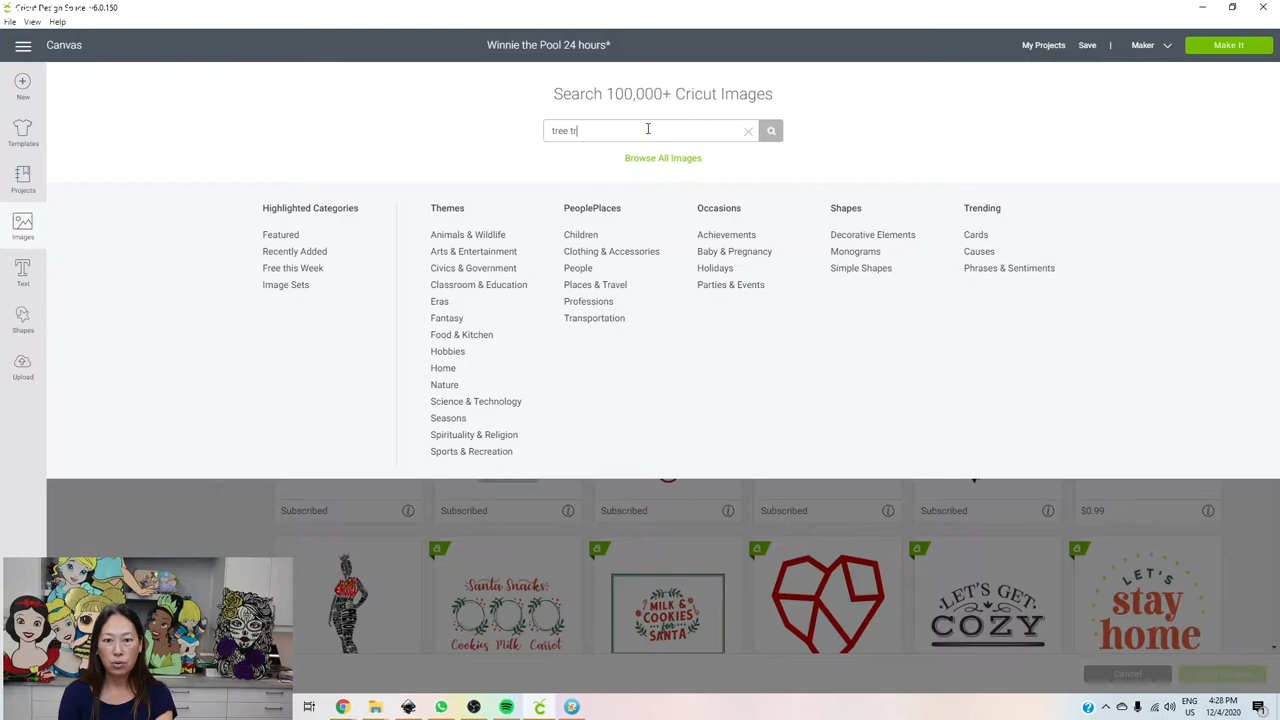 Cricut Design Space v6.0.150
File View Help
Canvas
Winnie the Pool 24 hours*
My Projects Save | Maker Make It
New
Templates
Projects
Images
Text
Shapes
Upload
Search 100,000+ Cricut Images
tree tr
Browse All Images
Highlighted Categories
Featured
Recently Added
Free this Week
Image Sets
Themes
Animals & Wildlife
Arts & Entertainment
Civics & Government
Classroom & Education
Eras
Fantasy
Food & Kitchen
Hobbies
Home
Nature
Science & Technology
Seasons
Spirituality & Religion
Sports & Recreation
PeoplePlaces
Children
Clothing & Accessories
People
Places & Travel
Professions
Transportation
Occasions
Achievements
Baby & Pregnancy
Holidays
Parties & Events
Shapes
Decorative Elements
Monograms
Simple Shapes
Trending
Cards
Causes
Phrases & Sentiments
Subscribed
Subscribed
Subscribed
Subscribed
Subscribed
$0.99
Santa Snacks:
Cookies Milk Carrot
MILK &
COOKIES
for
SANTA
LET'S GET
COZY
LET'S
stay
home
Cancel
ENG
US
4:28 PM
12/4/2020